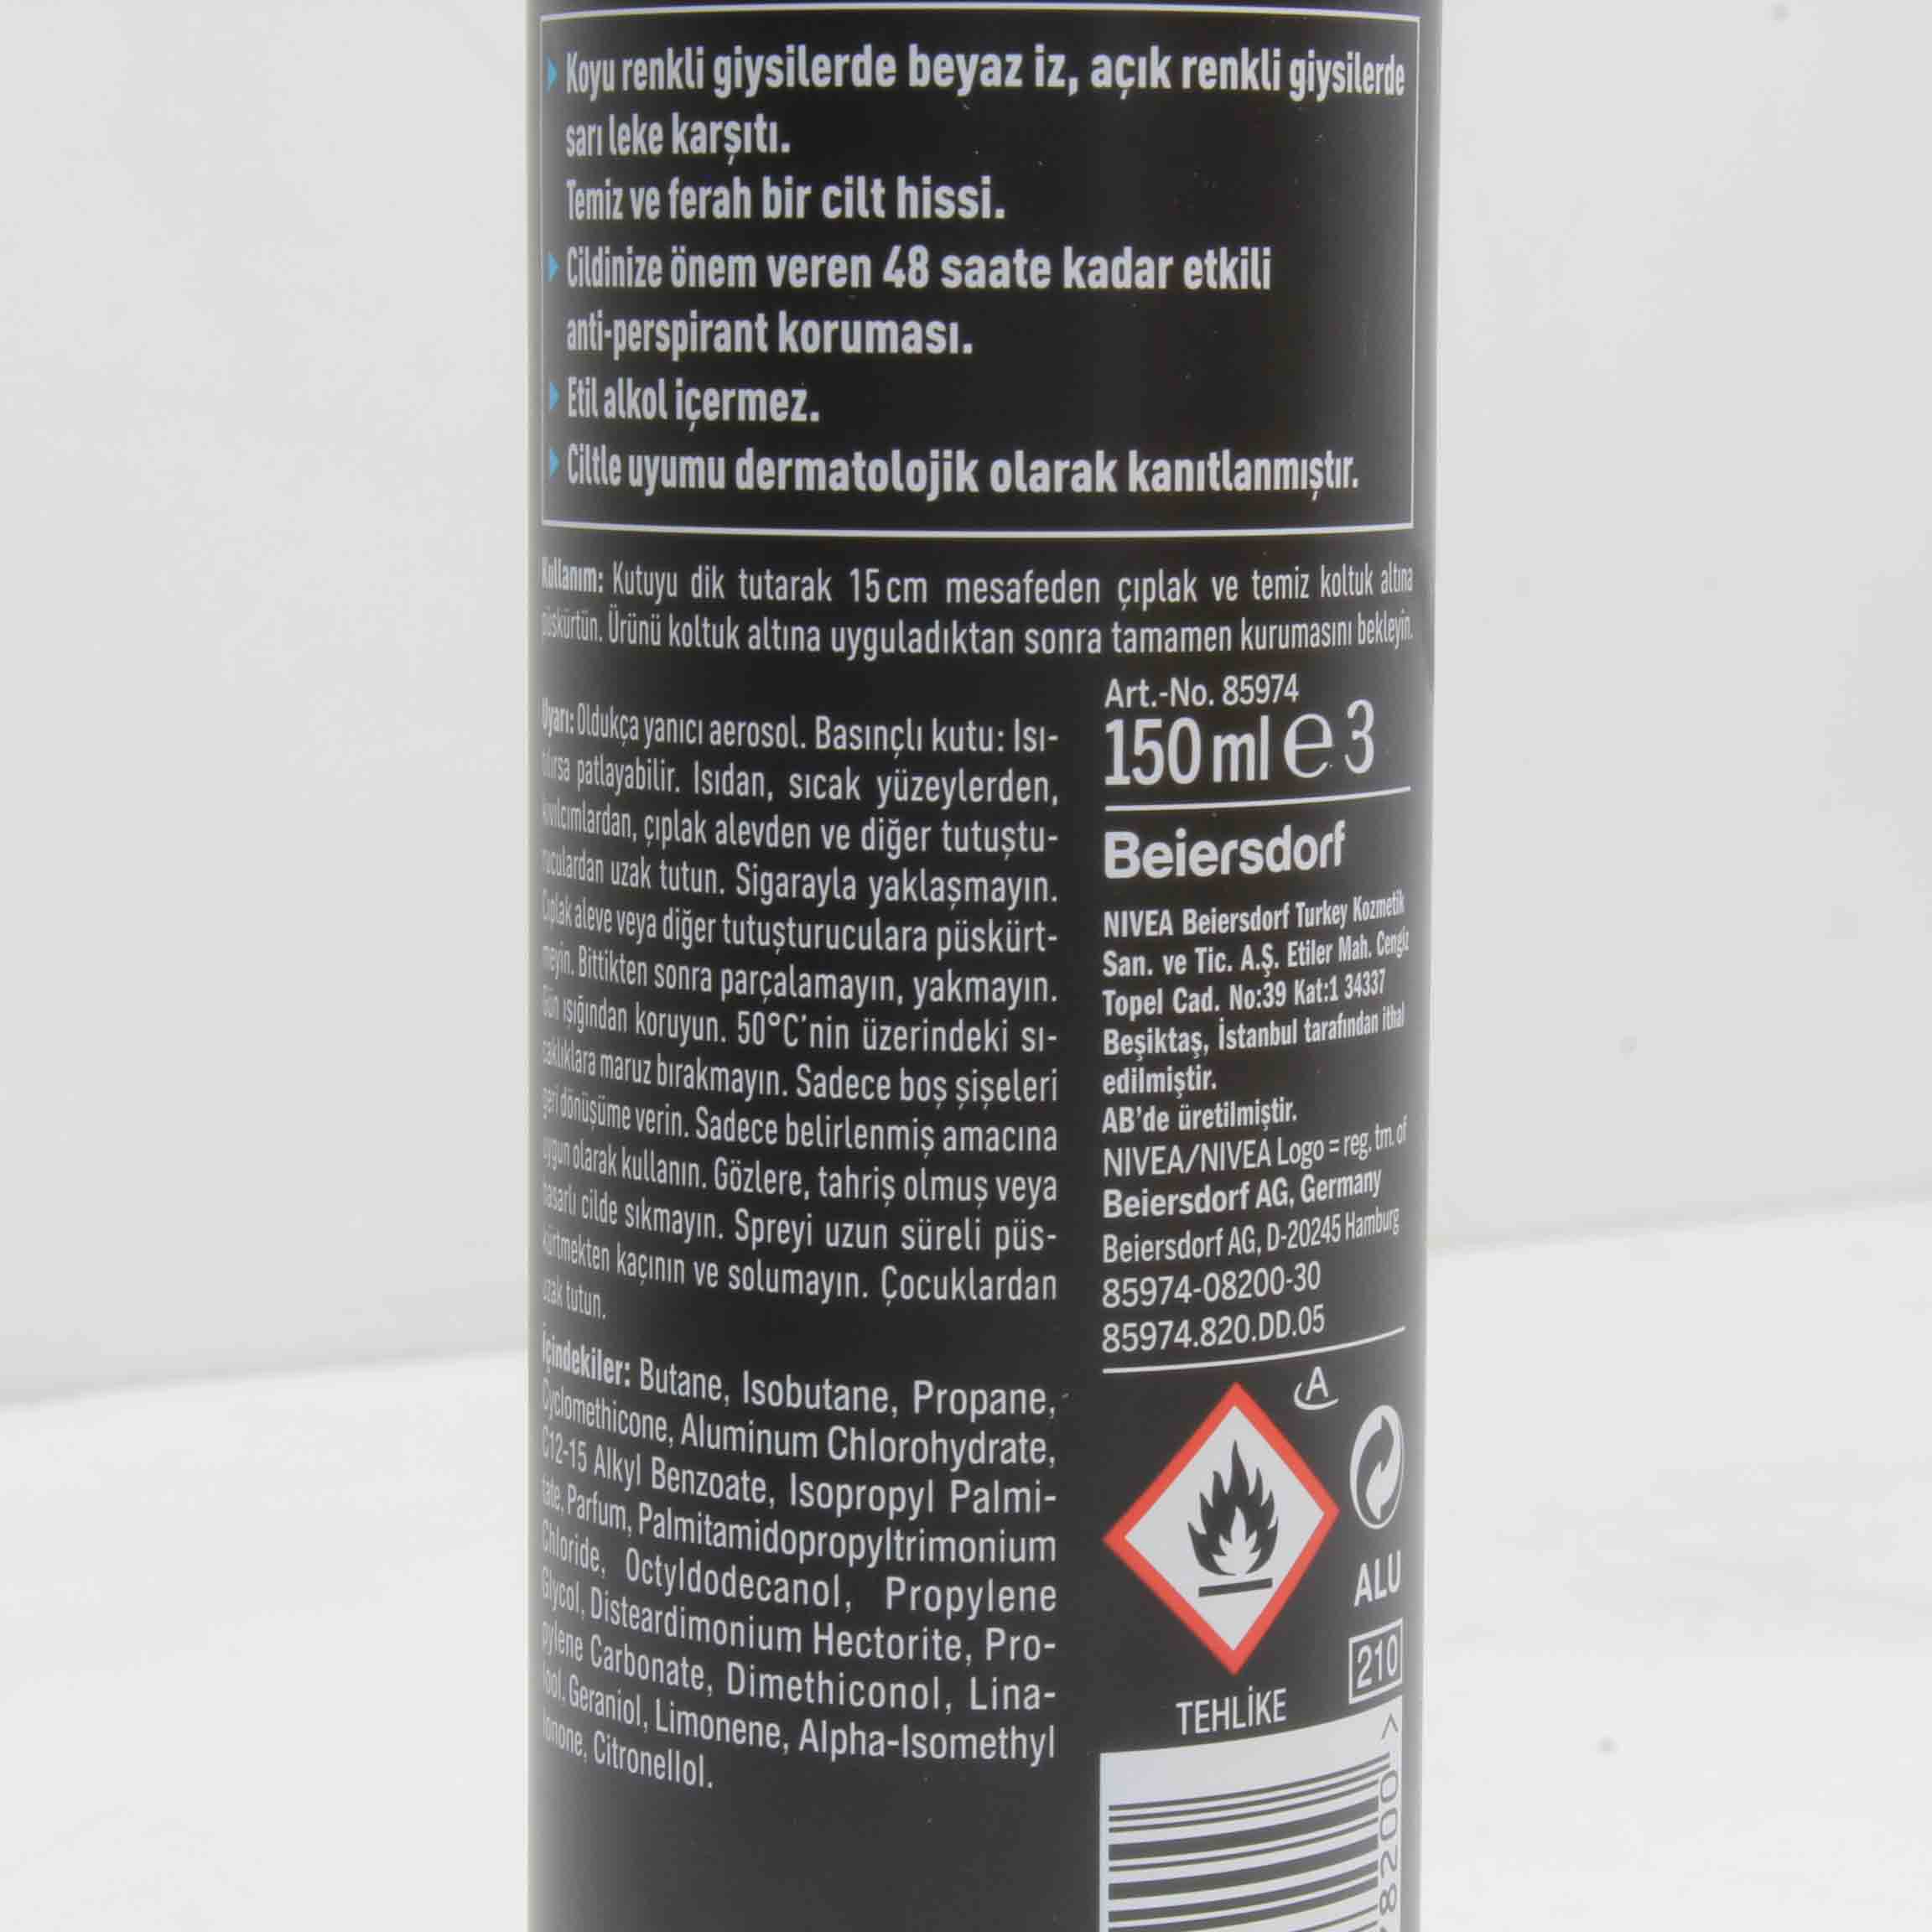 Koyu renkli giysilerde beyaz iz, açık renkli giysilerde
sarı leke karşıtı.
Temiz ve ferah bir cilt hissi.
Cildinize önem veren 48 saate kadar etkili
anti-perspirant koruması.
Etil alkol içermez.
Ciltle uyumu dermatolojik olarak kanıtlanmıştır.
Kullanım: Kutuyu dik tutarak 15 cm mesafeden çıplak ve temiz koltuk altına
püskürtün. Ürünü koltuk altına uyguladıktan sonra tamamen kurumasını bekleyin.
Uyarı: Oldukça yanıcı aerosol. Basınçlı kutu: Isı-
tılırsa patlayabilir. Isıdan, sıcak yüzeylerden,
kıvılcımlardan, çıplak alevden ve diğer tutuştu-
ruculardan uzak tutun. Sigarayla yaklaşmayın.
Çıplak aleve veya diğer tutuşturuculara püskürt-
meyin. Bittikten sonra parçalamayın, yakmayın.
Gün ışığından koruyun. 50°C'nin üzerindeki sı-
caklıklara maruz bırakmayın. Sadece boş şişeleri
geri dönüşüme verin. Sadece belirlenmiş amacına
uygun olarak kullanın. Gözlere, tahriş olmuş veya
hasarlı cilde sıkmayın. Spreyi uzun süreli püs-
kürtmekten kaçının ve solumayın. Çocuklardan
uzak tutun.
İçindekiler: Butane, Isobutane, Propane,
Cyclomethicone, Aluminum Chlorohydrate,
C12-15 Alkyl Benzoate, Isopropyl Palmi-
tate, Parfum, Palmitamidopropyltrimonium
Chloride, Octyldodecanol, Propylene
Glycol, Disteardimonium Hectorite, Pro-
pylene Carbonate, Dimethiconol, Lina-
lool, Geraniol, Limonene, Alpha-Isomethyl
Ionone, Citronellol.
Art.-No. 85974
150 ml e 3
Beiersdorf
NIVEA Beiersdorf Turkey Kozmetik
San. ve Tic. A.Ş. Etiler Mah. Cengiz
Topel Cad. No:39 Kat:1 34337
Beşiktaş, İstanbul tarafından ithal
edilmiştir.
AB'de üretilmiştir.
NIVEA/NIVEA Logo = reg. tm. of
Beiersdorf AG, Germany
Beiersdorf AG, D-20245 Hamburg
85974-08200-30
85974.820.DD.05
A
ALU
210
TEHLİKE
78200 >